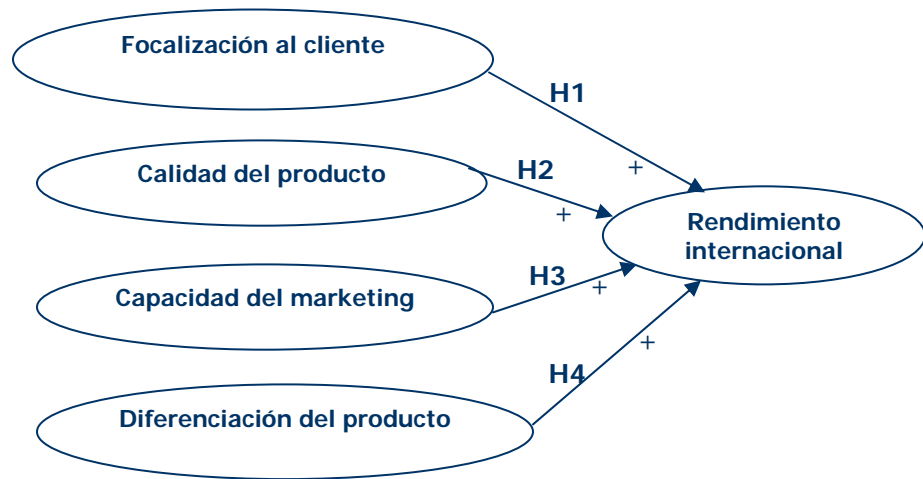 Focalización al cliente
H1
+
Calidad del producto
H2
+
Rendimiento
internacional
Capacidad del marketing
H3
+
Diferenciación del producto
H4
+